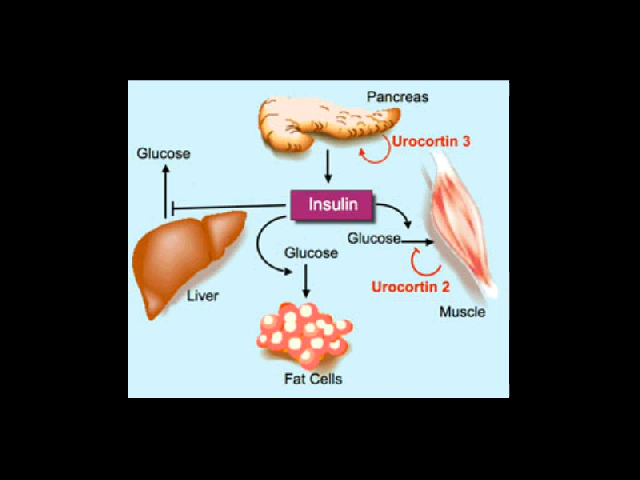 Pancreas
Urocortin 3
Glucose
Insulin
Glucose
Glucose
Urocortin 2
Liver
Muscle
Fat Cells